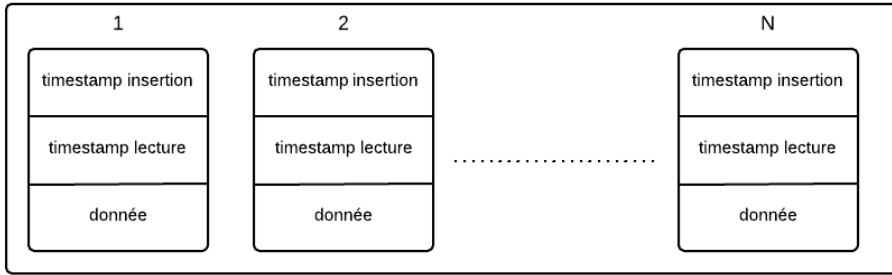 1 2 N
timestamp insertion timestamp insertion timestamp insertion
timestamp lecture timestamp lecture timestamp lecture
donnée donnée donnée